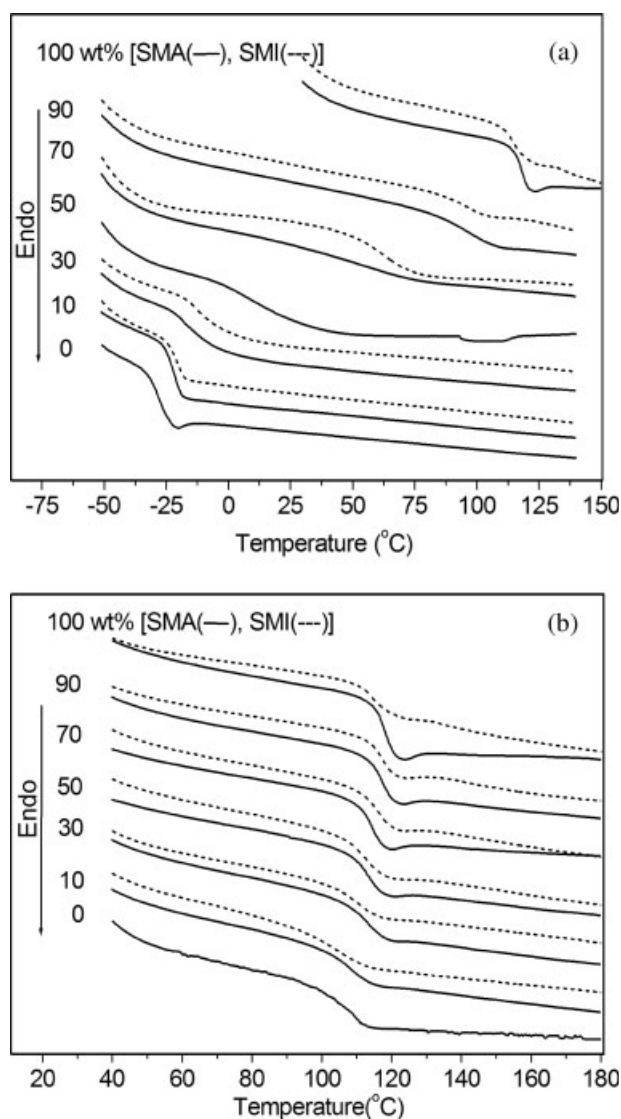 (a)
100 wt% [SMA(—), SMI(---)]
90
70
50
30
10
0
Endo
-75 -50 -25 0 25 50 75 100 125 150
Temperature (°C)
(b)
100 wt% [SMA(—), SMI(---)]
90
70
50
30
10
0
Endo
20 40 60 80 100 120 140 160 180
Temperature(°C)